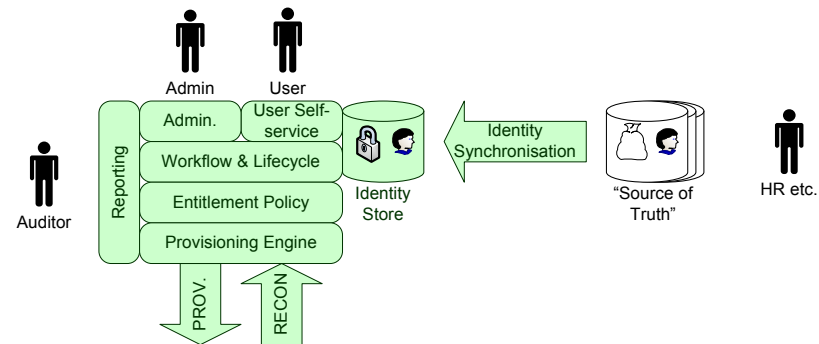 Admin
User
Admin.
User Self-
service
Reporting
Workflow & Lifecycle
Entitlement Policy
Provisioning Engine
Identity
Store
Identity
Synchronisation
“Source of
Truth”
HR etc.
Auditor
PROV.
RECON